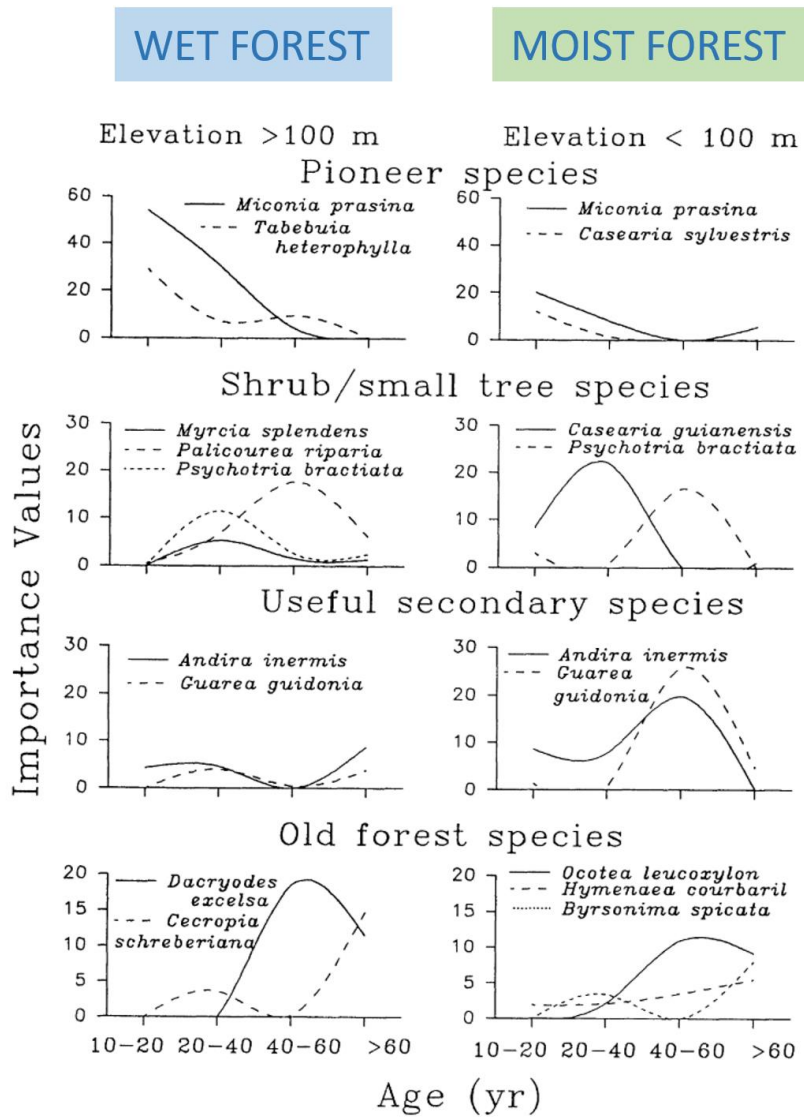 WET FOREST
MOIST FOREST
Elevation >100 m
Elevation < 100 m
Pioneer species
60
40
20
0
Miconia prasina
Tabebuia
heterophylla
60
40
20
0
Miconia prasina
Casearia sylvestris
Shrub/small tree species
30
20
10
0
Myrcia splendens
Palicourea riparia
Psychotria bractiata
30
20
10
0
Casearia guianensis
Psychotria bractiata
Useful secondary species
30
20
10
0
Andira inermis
Guarea guidonia
30
20
10
0
Andira inermis
Guarea
guidonia
Old forest species
20
15
10
5
0
Dacryodes
excelsa
Cecropia
schreberiana
20
15
10
5
0
Ocotea leucoxylon
Hymenaea courbaril
Byrsonima spicata
10-20 20-40 40-60 >60
10-20 20-40 40-60 >60
Importance Values
Age (yr)